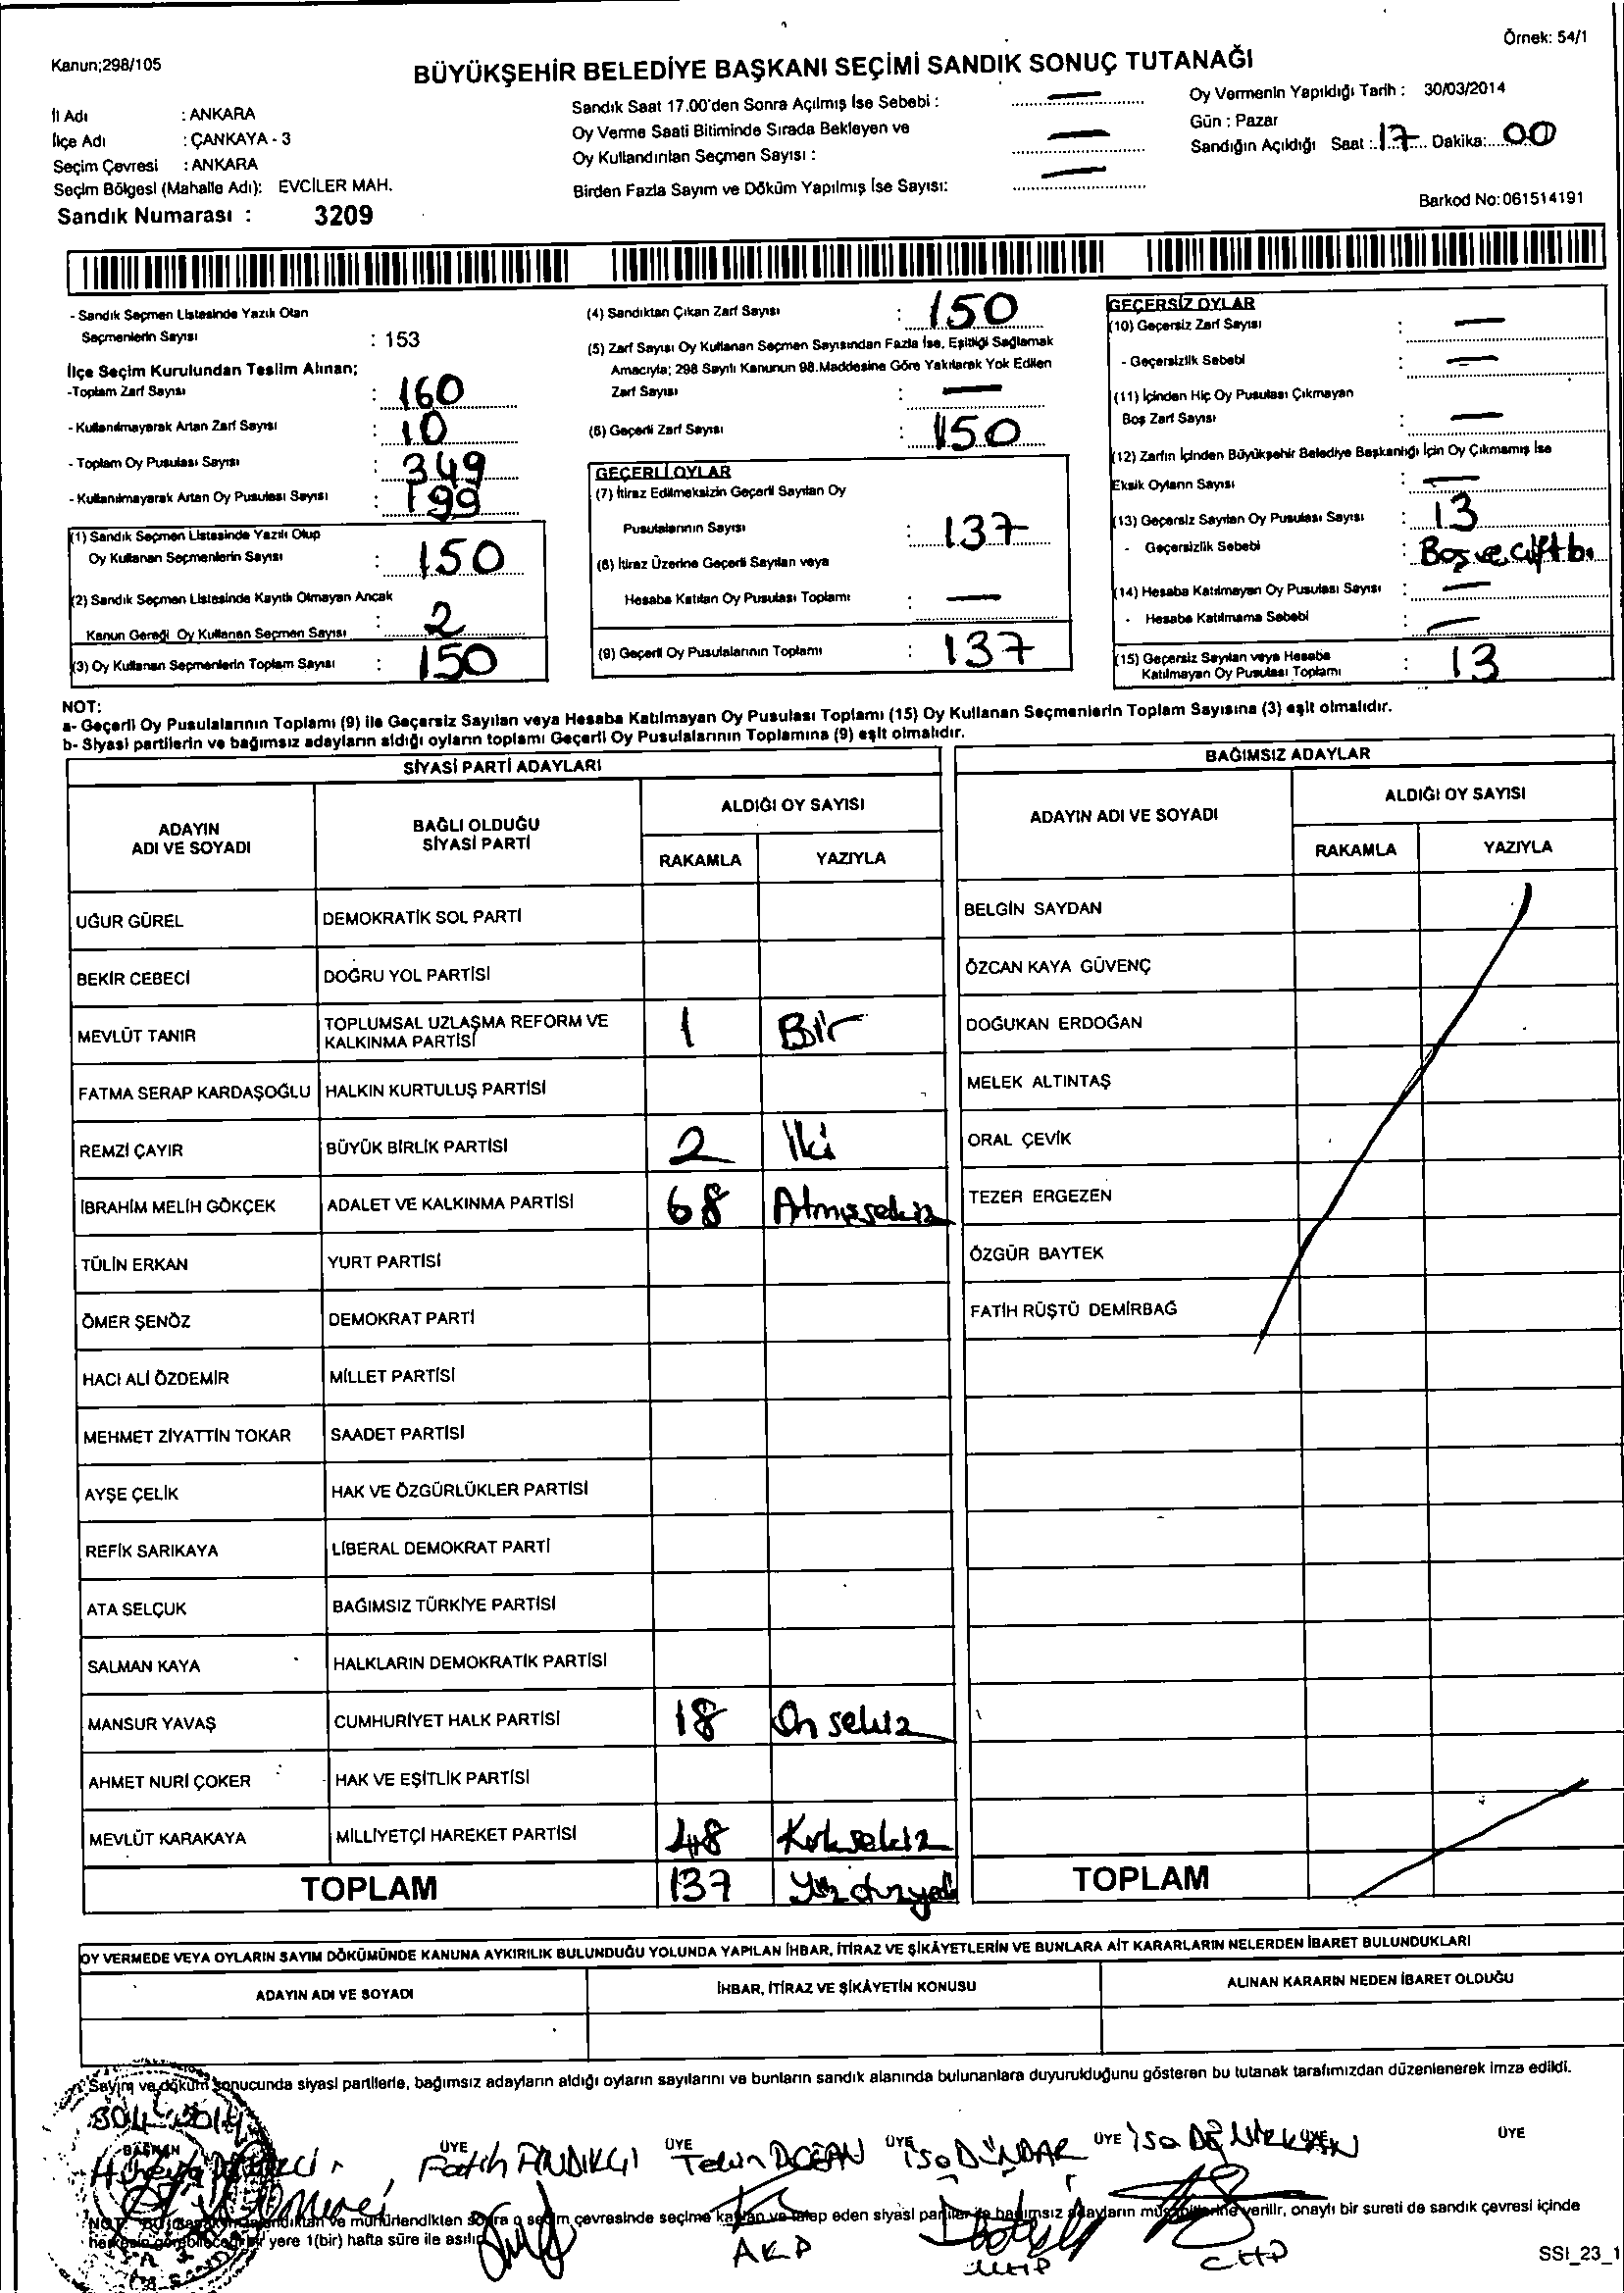 Örnek: 54/1
Kanun;298/105
BÜYÜKŞEHİR BELEDİYE BAŞKANI SEÇİMİ SANDIK SONUÇ TUTANAĞI
İl Adı : ANKARA
İlçe Adı : ÇANKAYA - 3
Seçim Çevresi : ANKARA
Seçim Bölgesi (Mahalle Adı): EVCİLER MAH.
Sandık Numarası : 3209
Sandık Saat 17.00'den Sonra Açılmış İse Sebebi : —
Oy Verme Saati Bitiminde Sırada Bekleyen ve
Oy Kullandırılan Seçmen Sayısı : —
Birden Fazla Sayım ve Döküm Yapılmış İse Sayısı: —
Oy Vermenin Yapıldığı Tarih : 30/03/2014
Gün : Pazar
Sandığın Açıldığı Saat : 17 Dakika: 00
Barkod No:061514191
- Sandık Seçmen Listesinde Yazılı Olan
Seçmenlerin Sayısı : 153
İlçe Seçim Kurulundan Teslim Alınan;
-Toplam Zarf Sayısı : 160
- Kullanılmayarak Artan Zarf Sayısı : 10
- Toplam Oy Pusulası Sayısı : 349
- Kullanılmayarak Artan Oy Pusulası Sayısı : 199
(1) Sandık Seçmen Listesinde Yazılı Olup
Oy Kullanan Seçmenlerin Sayısı : 150
(2) Sandık Seçmen Listesinde Kayıtlı Olmayan Ancak
Kanun Gereği Oy Kullanan Seçmen Sayısı : 2
(3) Oy Kullanan Seçmenlerin Toplam Sayısı : 150
(4) Sandıktan Çıkan Zarf Sayısı : 150
(5) Zarf Sayısı Oy Kullanan Seçmen Sayısından Fazla İse, Eşitliği Sağlamak
Amacıyla; 298 Sayılı Kanunun 98.Maddesine Göre Yakılarak Yok Edilen
Zarf Sayısı : —
(6) Geçerli Zarf Sayısı : 150
GEÇERLİ OYLAR
(7) İtiraz Edilmeksizin Geçerli Sayılan Oy
Pusulalarının Sayısı : 137
(8) İtiraz Üzerine Geçerli Sayılan veya
Hesaba Katılan Oy Pusulası Toplamı : —
(9) Geçerli Oy Pusulalarının Toplamı : 137
GEÇERSİZ OYLAR
(10) Geçersiz Zarf Sayısı : —
- Geçersizlik Sebebi : —
(11) İçinden Hiç Oy Pusulası Çıkmayan
Boş Zarf Sayısı : —
(12) Zarfın İçinden Büyükşehir Belediye Başkanlığı İçin Oy Çıkmamış İse
Eksik Oyların Sayısı : —
(13) Geçersiz Sayılan Oy Pusulası Sayısı : 13
- Geçersizlik Sebebi : Boş ve çift b.
(14) Hesaba Katılmayan Oy Pusulası Sayısı : —
- Hesaba Katılmama Sebebi : —
(15) Geçersiz Sayılan veya Hesaba
Katılmayan Oy Pusulası Toplamı : 13
NOT:
a- Geçerli Oy Pusulalarının Toplamı (9) ile Geçersiz Sayılan veya Hesaba Katılmayan Oy Pusulası Toplamı (15) Oy Kullanan Seçmenlerin Toplam Sayısına (3) eşit olmalıdır.
b- Siyasi partilerin ve bağımsız adayların aldığı oyların toplamı Geçerli Oy Pusulalarının Toplamına (9) eşit olmalıdır.
SİYASİ PARTİ ADAYLARI
ADAYIN ADI VE SOYADI BAĞLI OLDUĞU SİYASİ PARTİ ALDIĞI OY SAYISI
RAKAMLA YAZIYLA
UĞUR GÜREL DEMOKRATİK SOL PARTİ
BEKİR CEBECİ DOĞRU YOL PARTİSİ
MEVLÜT TANIR TOPLUMSAL UZLAŞMA REFORM VE KALKINMA PARTİSİ 1 Bir
FATMA SERAP KARDAŞOĞLU HALKIN KURTULUŞ PARTİSİ
REMZİ ÇAYIR BÜYÜK BİRLİK PARTİSİ 2 İki
İBRAHİM MELİH GÖKÇEK ADALET VE KALKINMA PARTİSİ 68 Atmışsekiz
TÜLİN ERKAN YURT PARTİSİ
ÖMER ŞENÖZ DEMOKRAT PARTİ
HACI ALİ ÖZDEMİR MİLLET PARTİSİ
MEHMET ZİYATTİN TOKAR SAADET PARTİSİ
AYŞE ÇELİK HAK VE ÖZGÜRLÜKLER PARTİSİ
REFİK SARIKAYA LİBERAL DEMOKRAT PARTİ
ATA SELÇUK BAĞIMSIZ TÜRKİYE PARTİSİ
SALMAN KAYA HALKLARIN DEMOKRATİK PARTİSİ
MANSUR YAVAŞ CUMHURİYET HALK PARTİSİ 18 On sekiz
AHMET NURİ ÇOKER HAK VE EŞİTLİK PARTİSİ
MEVLÜT KARAKAYA MİLLİYETÇİ HAREKET PARTİSİ 48 Kırksekiz
TOPLAM 137
BAĞIMSIZ ADAYLAR
ADAYIN ADI VE SOYADI ALDIĞI OY SAYISI
RAKAMLA YAZIYLA
BELGİN SAYDAN
ÖZCAN KAYA GÜVENÇ
DOĞUKAN ERDOĞAN
MELEK ALTINTAŞ
ORAL ÇEVİK
TEZER ERGEZEN
ÖZGÜR BAYTEK
FATİH RÜŞTÜ DEMİRBAĞ
TOPLAM
OY VERMEDE VEYA OYLARIN SAYIM DÖKÜMÜNDE KANUNA AYKIRILIK BULUNDUĞU YOLUNDA YAPILAN İHBAR, İTİRAZ VE ŞİKÂYETLERİN VE BUNLARA AİT KARARLARIN NELERDEN İBARET BULUNDUKLARI
ADAYIN ADI VE SOYADI İHBAR, İTİRAZ VE ŞİKÂYETİN KONUSU ALINAN KARARIN NEDEN İBARET OLDUĞU
Sayım ve döküm sonucunda siyasi partilerle, bağımsız adayların aldığı oyların sayılarını ve bunların sandık alanında bulunanlara duyurulduğunu gösteren bu tutanak tarafımızdan düzenlenerek imza edildi.
BAŞKAN ÜYE ÜYE ÜYE ÜYE ÜYE ÜYE
Fatih FINDIKÇI DOĞAN İsa DÜNDAR İsa
sonra o seçim çevresinde seçime katılan ve talep eden siyasi partiler ile bağımsız adayların müşahitlerine verilir, onaylı bir sureti de sandık çevresi içinde
yere 1(bir) hafta süre ile asılır.
AKP MHP CHP
SSI_23_1